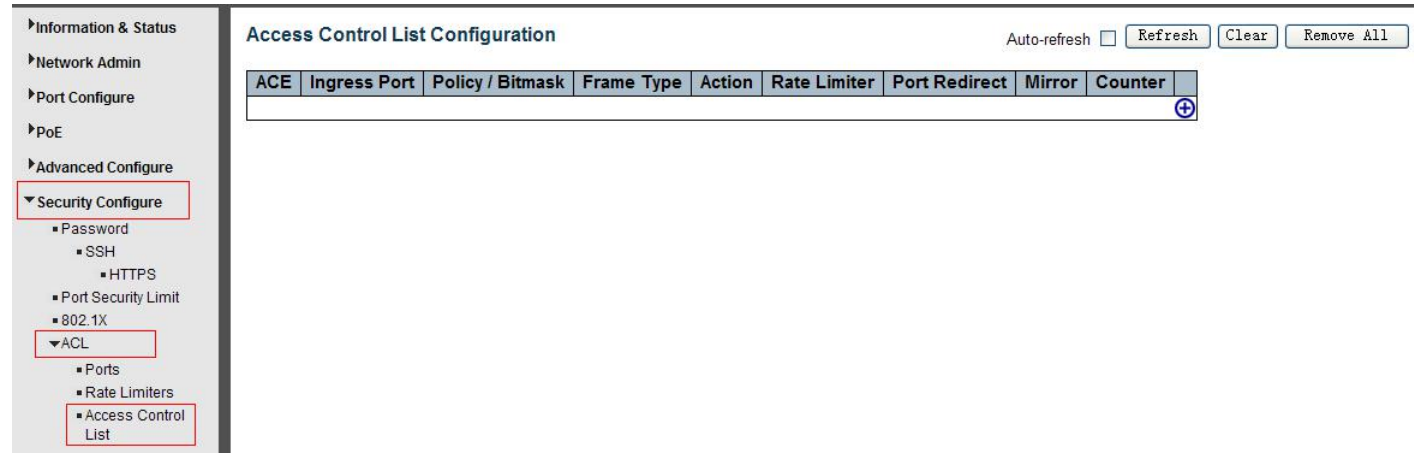 Information & Status
Network Admin
Port Configure
PoE
Advanced Configure
Security Configure
Password
SSH
HTTPS
Port Security Limit
802.1X
ACL
Ports
Rate Limiters
Access Control
List
Access Control List Configuration
Auto-refresh Refresh Clear Remove All
ACE Ingress Port Policy / Bitmask Frame Type Action Rate Limiter Port Redirect Mirror Counter